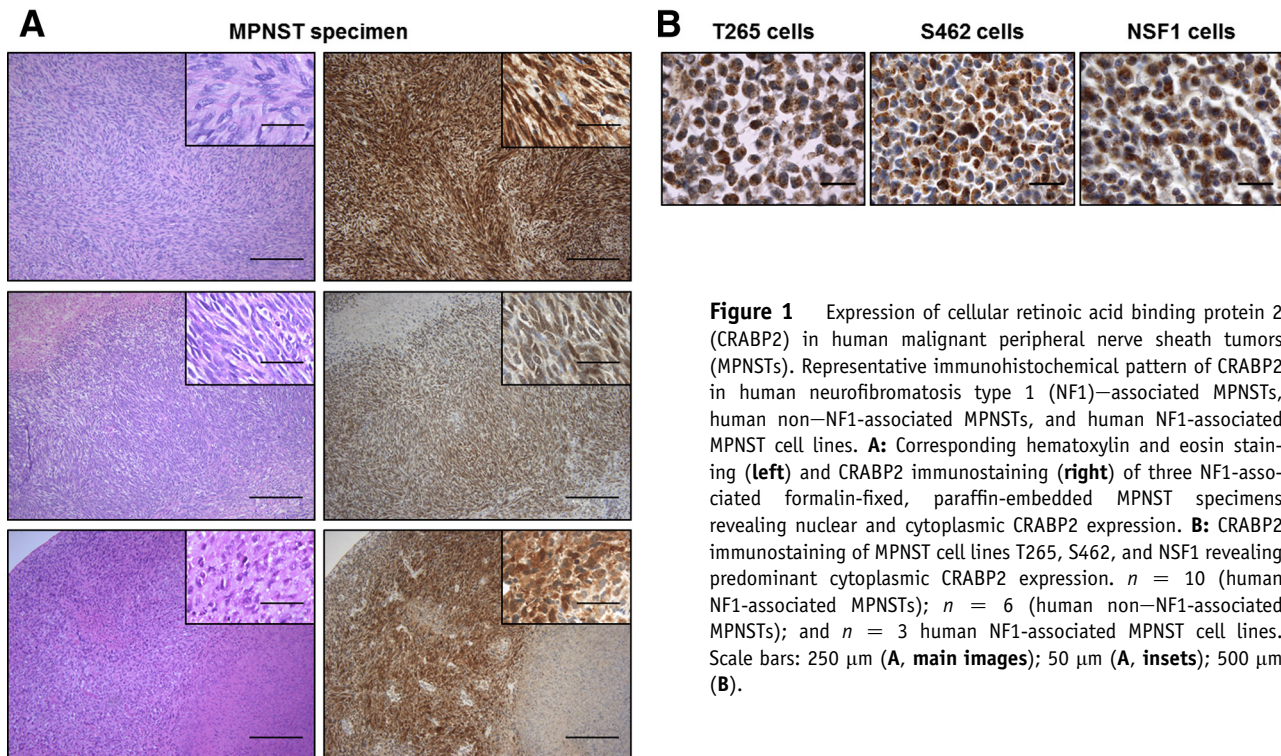 A
MPNST specimen
B
T265 cells
S462 cells
NSF1 cells
Figure 1 Expression of cellular retinoic acid binding protein 2
(CRABP2) in human malignant peripheral nerve sheath tumors
(MPNSTs). Representative immunohistochemical pattern of CRABP2
in human neurofibromatosis type 1 (NF1)—associated MPNSTs,
human non—NF1-associated MPNSTs, and human NF1-associated
MPNST cell lines. A: Corresponding hematoxylin and eosin stain-
ing (left) and CRABP2 immunostaining (right) of three NF1-asso-
ciated formalin-fixed, paraffin-embedded MPNST specimens
revealing nuclear and cytoplasmic CRABP2 expression. B: CRABP2
immunostaining of MPNST cell lines T265, S462, and NSF1 revealing
predominant cytoplasmic CRABP2 expression. n = 10 (human
NF1-associated MPNSTs); n = 6 (human non—NF1-associated
MPNSTs); and n = 3 human NF1-associated MPNST cell lines.
Scale bars: 250 μm (A, main images); 50 μm (A, insets); 500 μm
(B).